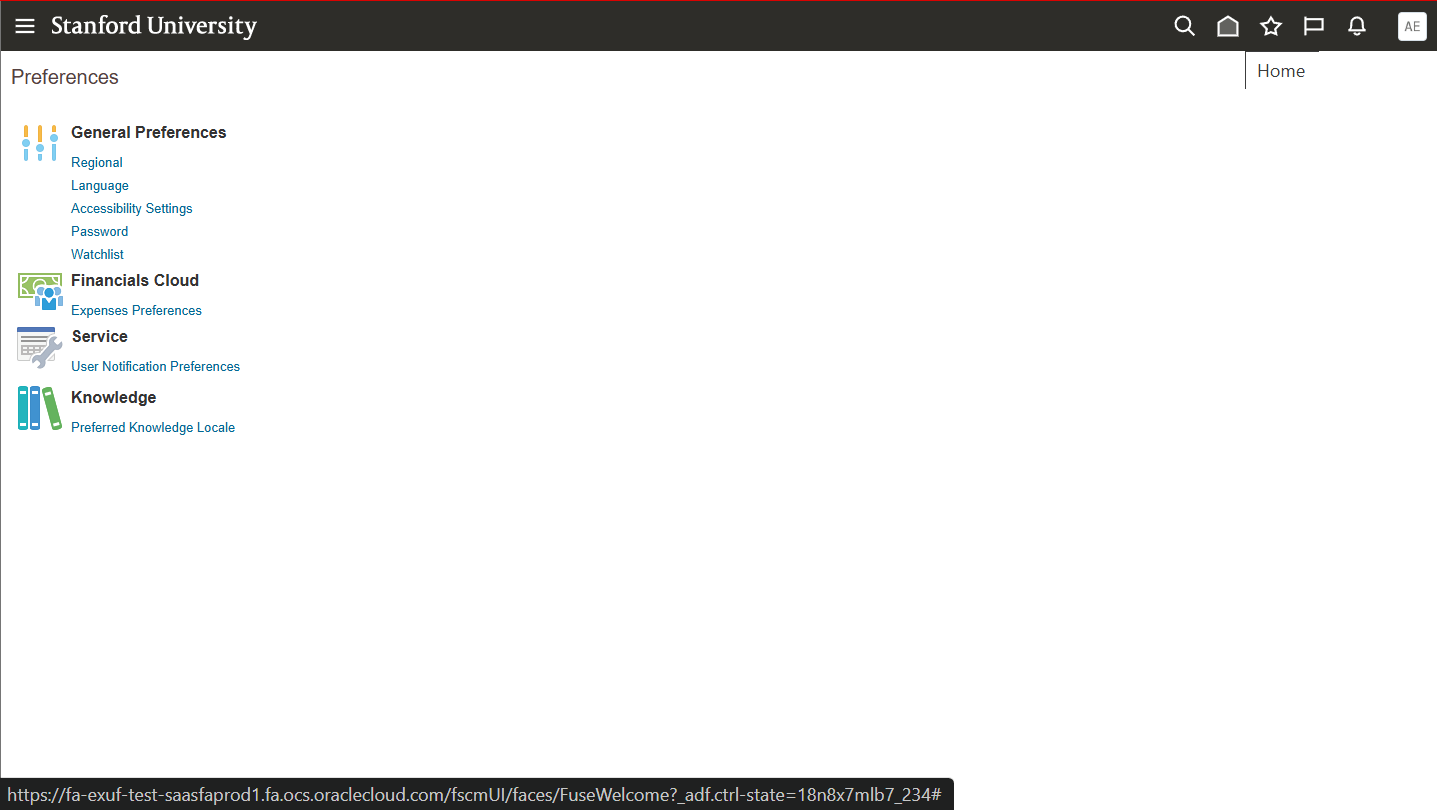 Stanford University
AE
Home
Preferences
General Preferences
Regional
Language
Accessibility Settings
Password
Watchlist
Financials Cloud
Expenses Preferences
Service
User Notification Preferences
Knowledge
Preferred Knowledge Locale
https://fa-exuf-test-saasfaprod1.fa.ocs.oraclecloud.com/fscmUI/faces/FuseWelcome?_adf.ctrl-state=18n8x7mlb7_234#